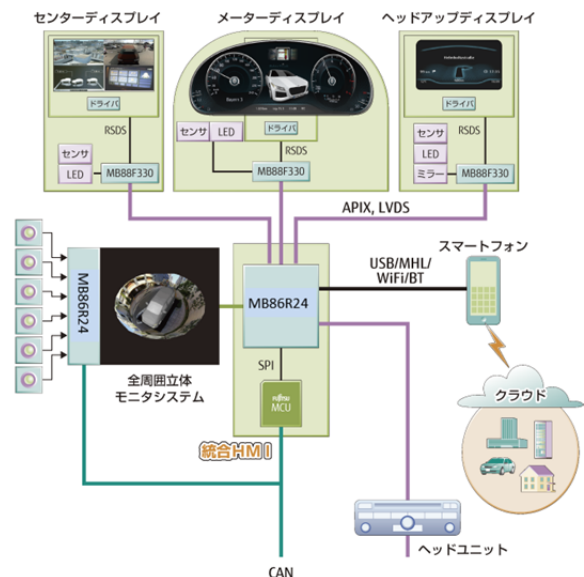 センターディスプレイ
メーターディスプレイ
ヘッドアップディスプレイ
ドライバ
RSDS
センサ
LED
MB88F330
センサ
LED
ドライバ
RSDS
MB88F330
ドライバ
センサ
RSDS
LED
ミラー
MB88F330
APIX, LVDS
MB86R24
全周囲立体
モニタシステム
MB86R24
SPI
FUJITSU
MCU
統合HMI
USB/MHL/
WiFi/BT
スマートフォン
クラウド
ヘッドユニット
CAN